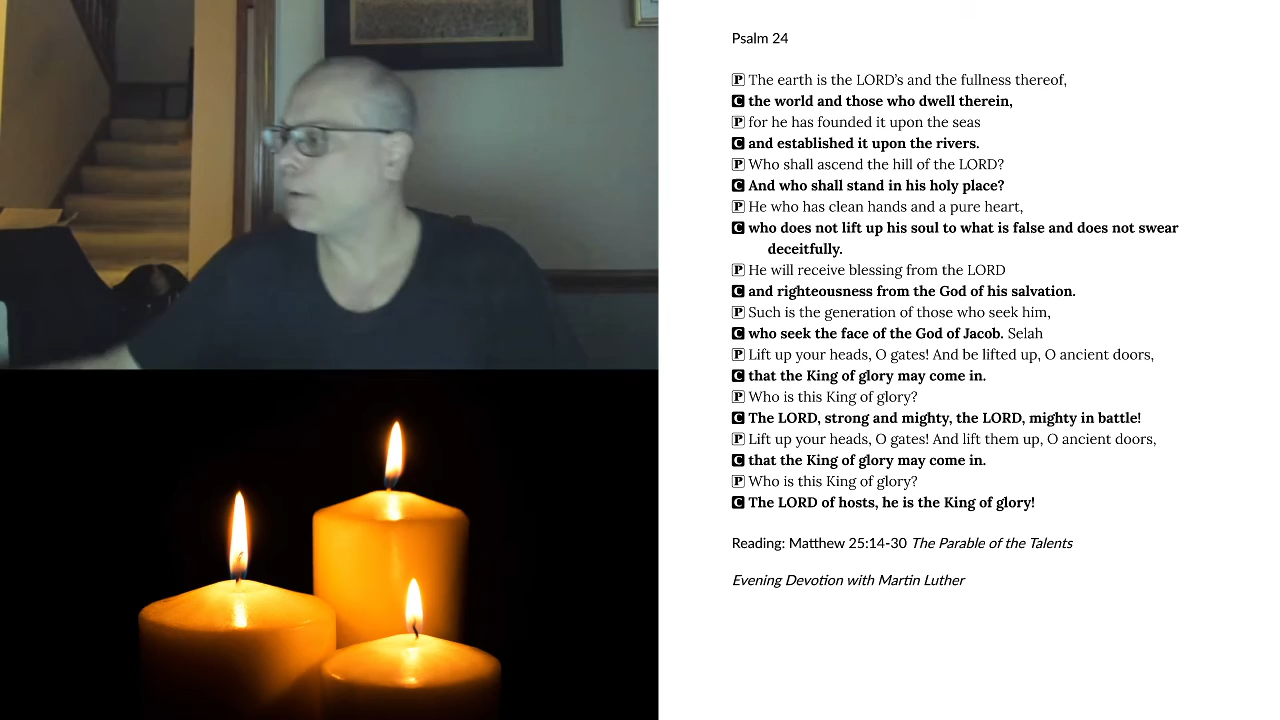 Psalm 24
P The earth is the LORD's and the fullness thereof,
C the world and those who dwell therein,
P for he has founded it upon the seas
C and established it upon the rivers.
P Who shall ascend the hill of the LORD?
C And who shall stand in his holy place?
P He who has clean hands and a pure heart,
C who does not lift up his soul to what is false and does not swear
deceitfully.
P He will receive blessing from the LORD
C and righteousness from the God of his salvation.
P Such is the generation of those who seek him,
C who seek the face of the God of Jacob. Selah
P Lift up your heads, O gates! And be lifted up, O ancient doors,
C that the King of glory may come in.
P Who is this King of glory?
C The LORD, strong and mighty, the LORD, mighty in battle!
P Lift up your heads, O gates! And lift them up, O ancient doors,
C that the King of glory may come in.
P Who is this King of glory?
C The LORD of hosts, he is the King of glory!
Reading: Matthew 25:14-30 The Parable of the Talents
Evening Devotion with Martin Luther